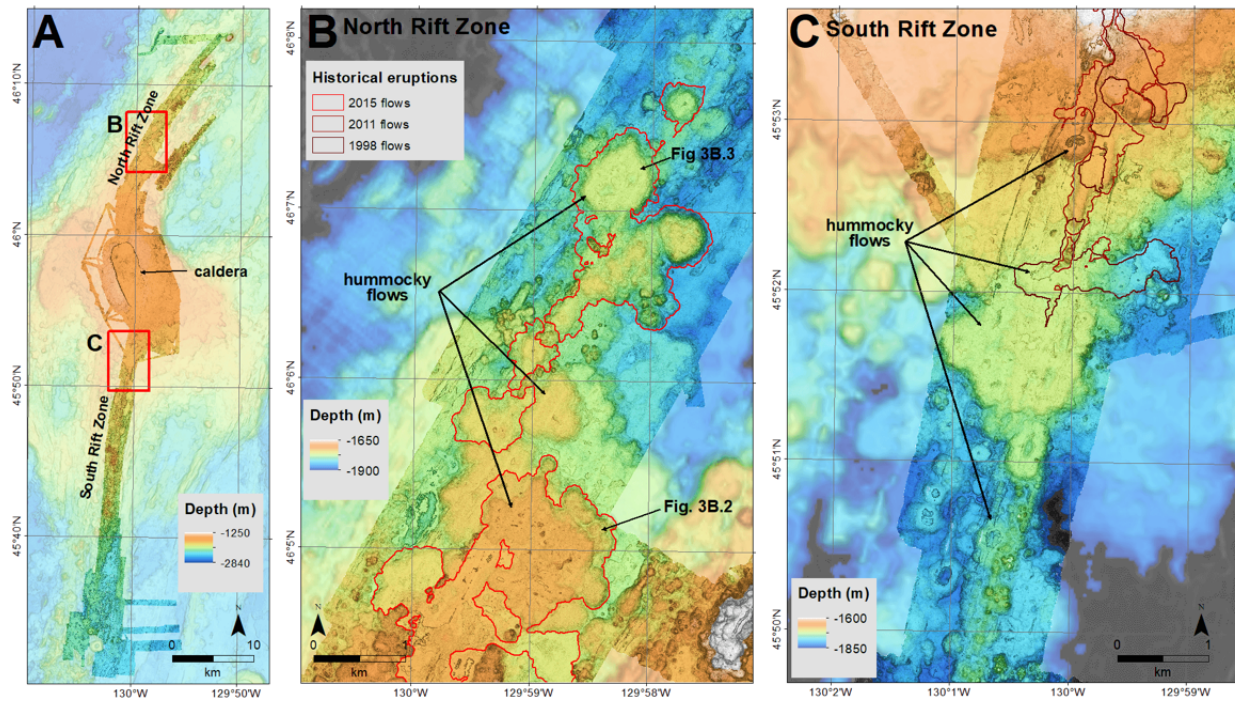 A
46°10'N
B
North Rift Zone
46°N
caldera
C
45°50'N
South Rift Zone
45°40'N
Depth (m)
-1250
-2840
N
0 10
km
130°W
129°50'W
B North Rift Zone
46°8'N
Historical eruptions
2015 flows
2011 flows
1998 flows
Fig 3B.3
46°7'N
hummocky
flows
46°6'N
Depth (m)
-1650
-1900
Fig. 3B.2
46°5'N
N
0 1
km
130°W
129°59'W
129°58'W
C South Rift Zone
45°53'N
hummocky
flows
45°52'N
45°51'N
Depth (m)
-1600
-1850
45°50'N
N
0 1
km
130°2'W
130°1'W
130°W
129°59'W